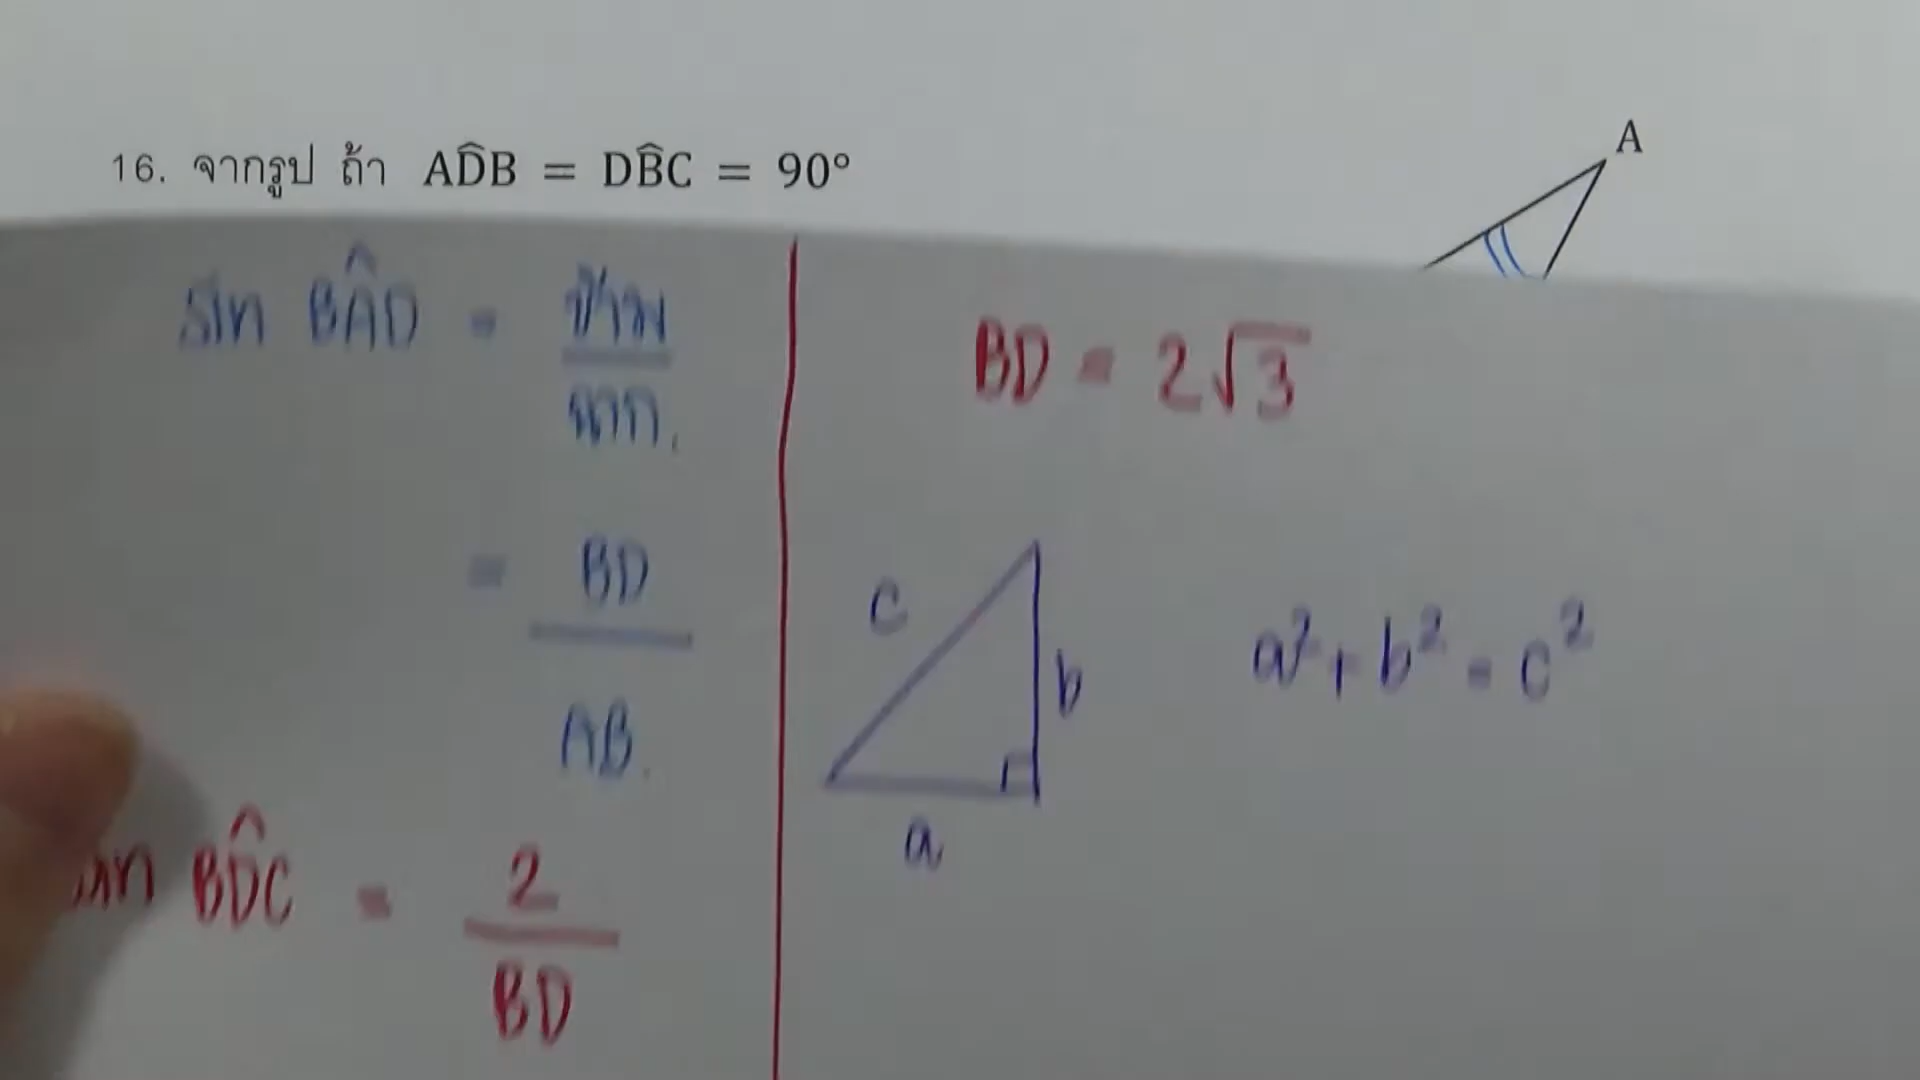 16. จากรูป ถ้า AD̂B = DB̂C = 90°
A
sin BÂD = ข้าม
ฉาก.
= BD
AB.
sin BD̂C = 2
BD
BD = 2√3
c
b
a
a² + b² = c²